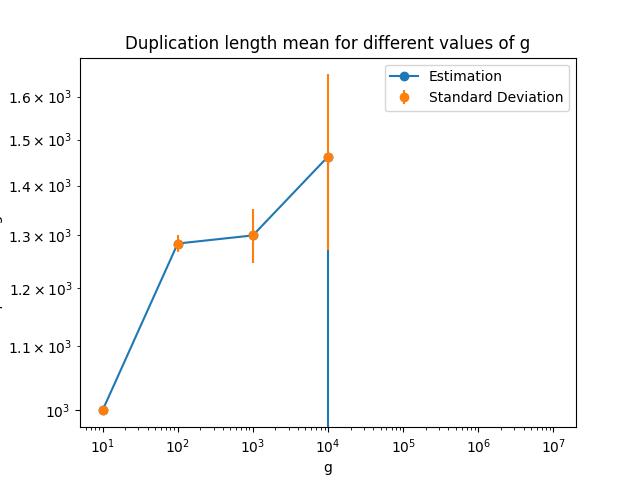 Duplication length mean for different values of g
Estimation
Standard Deviation
1.6 × 10³
1.5 × 10³
1.4 × 10³
1.3 × 10³
1.2 × 10³
1.1 × 10³
10³
10¹ 10² 10³ 10⁴ 10⁵ 10⁶ 10⁷
g